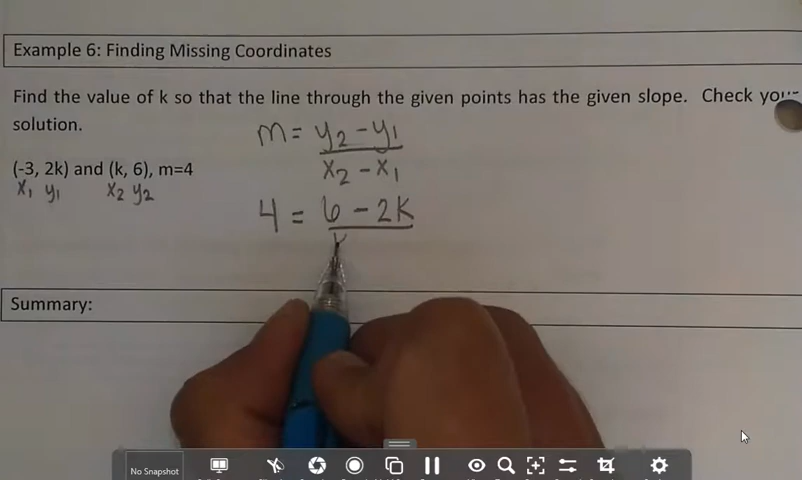 Example 6: Finding Missing Coordinates
Find the value of k so that the line through the given points has the given slope. Check your
solution.
m = y₂ - y₁
x₂ - x₁
(-3, 2k) and (k, 6), m=4
x₁ y₁ x₂ y₂
4 = 6 - 2k
Summary:
No Snapshot